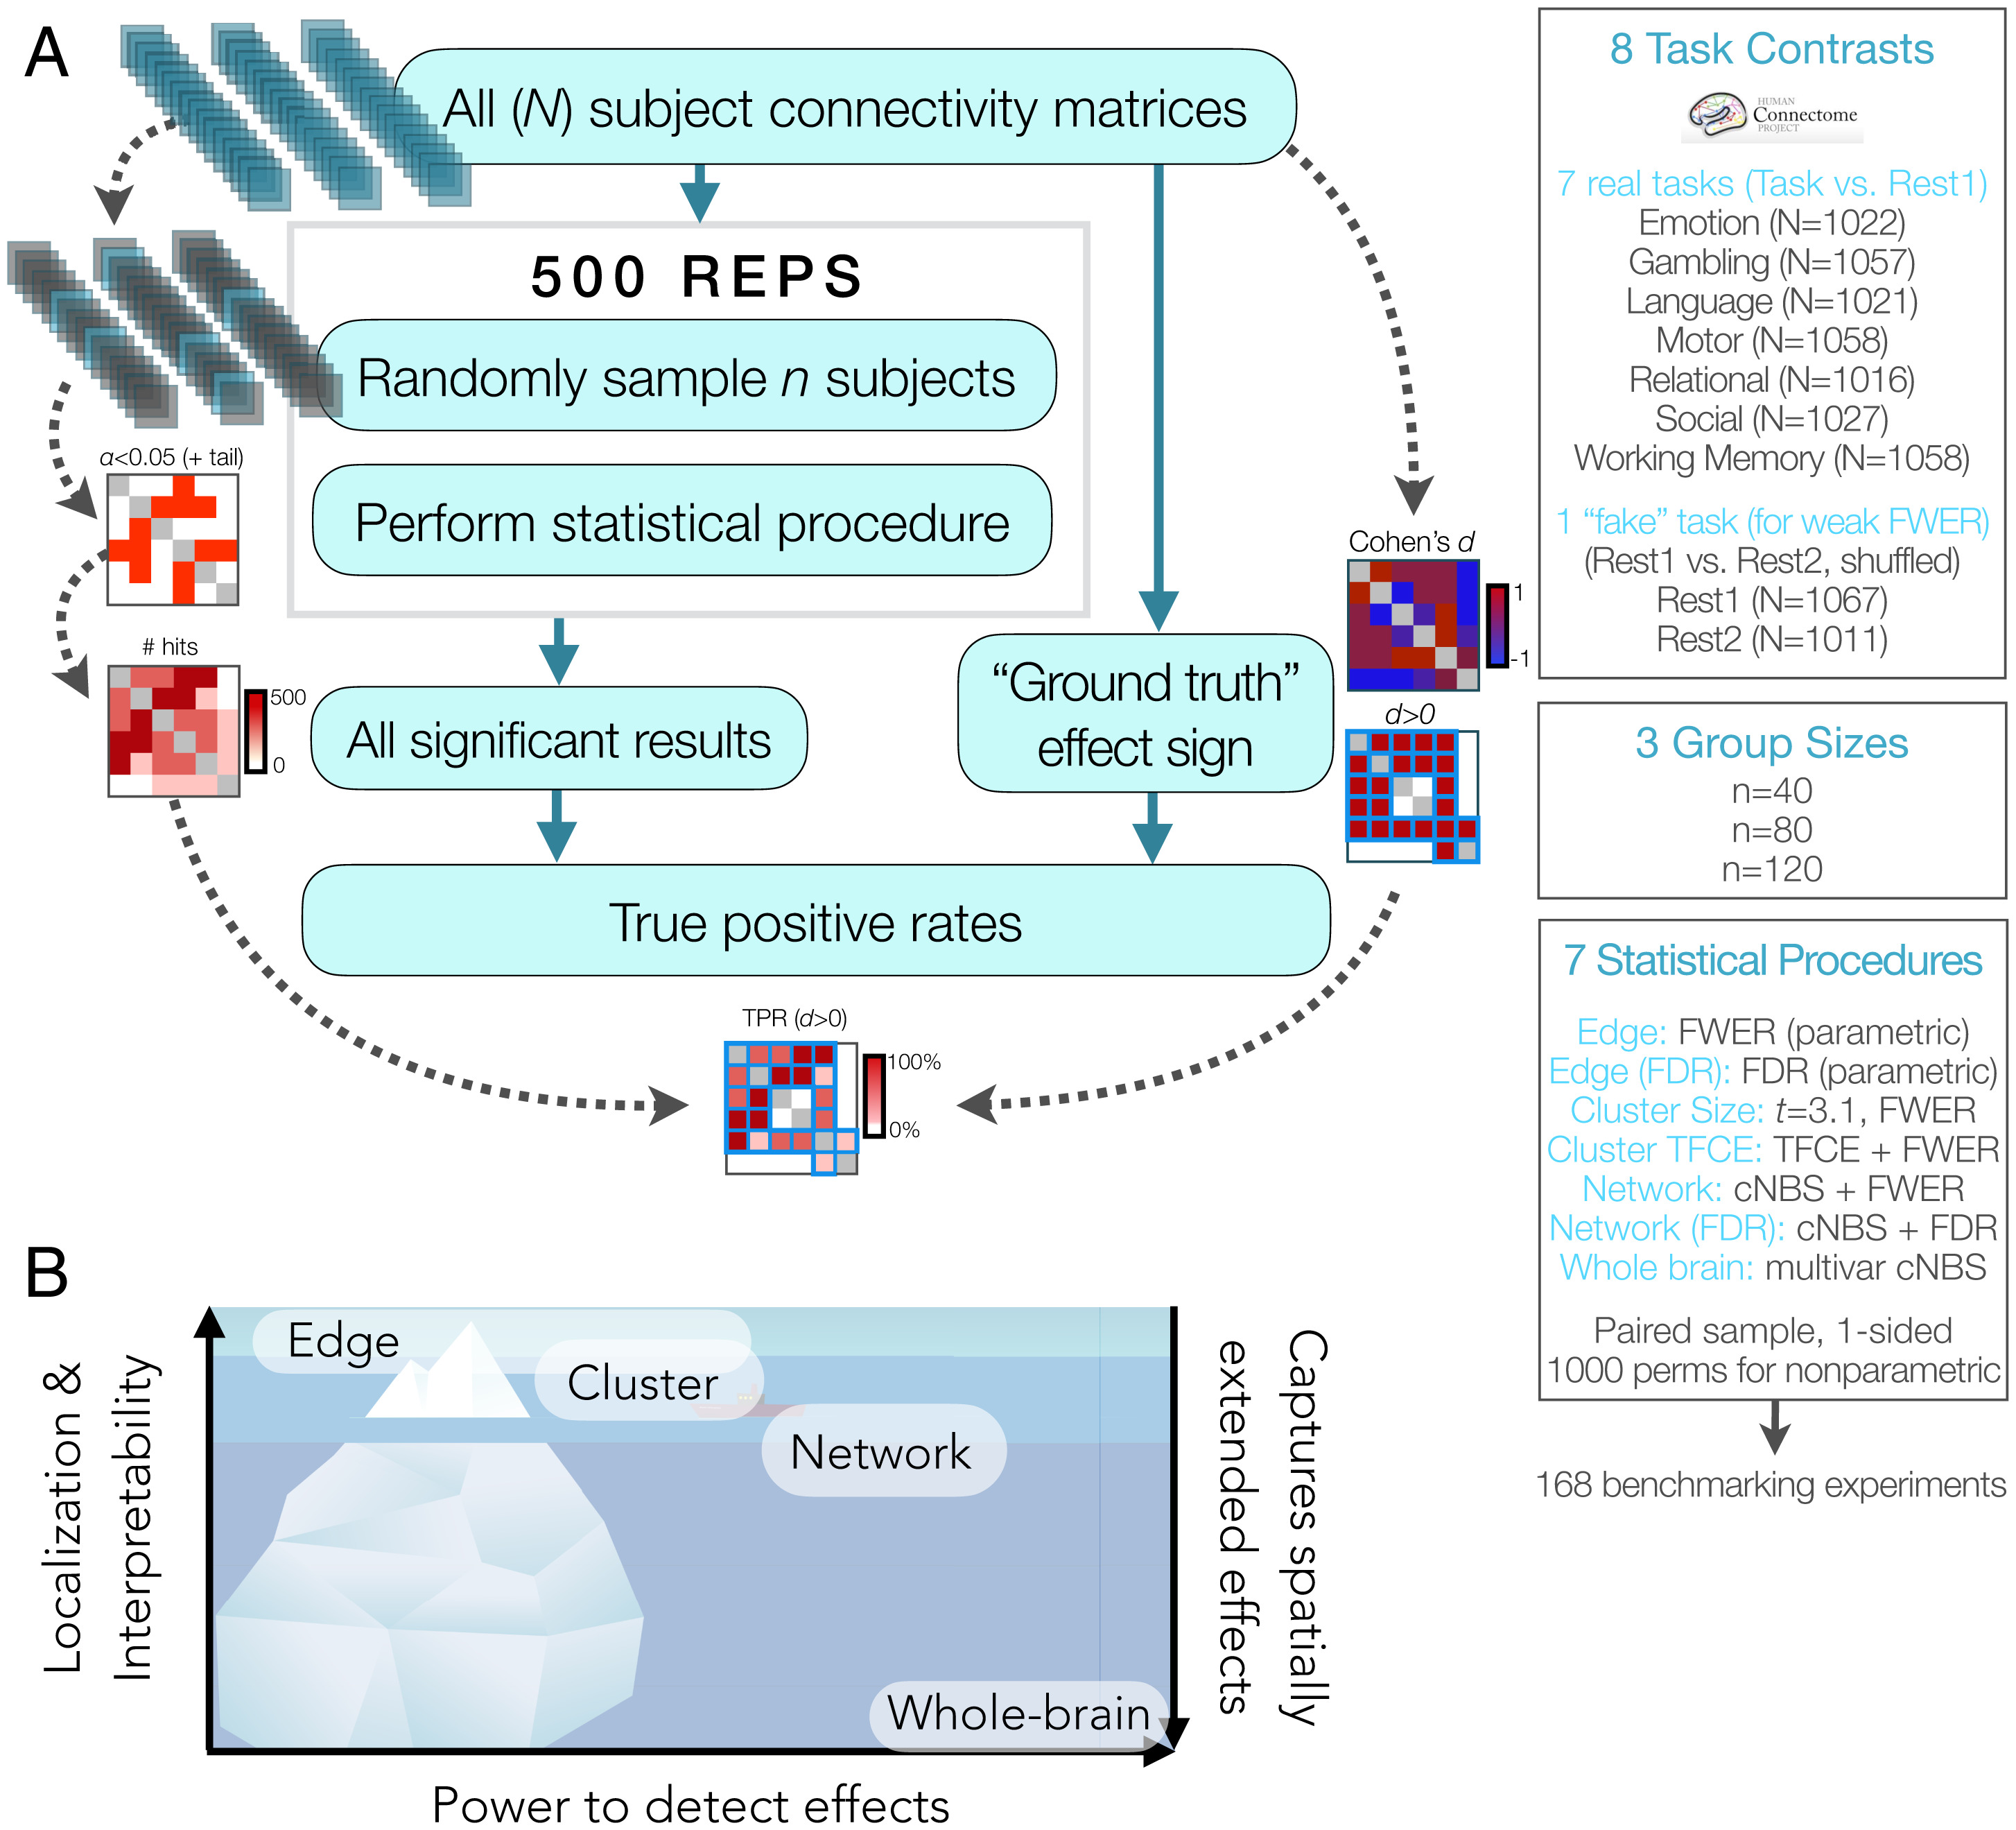 A
All (N) subject connectivity matrices
500 REPS
Randomly sample n subjects
Perform statistical procedure
α<0.05 (+ tail)
# hits
500
0
All significant results
"Ground truth"
effect sign
Cohen's d
1
-1
d>0
True positive rates
TPR (d>0)
100%
0%
8 Task Contrasts
HUMAN
Connectome
PROJECT
7 real tasks (Task vs. Rest1)
Emotion (N=1022)
Gambling (N=1057)
Language (N=1021)
Motor (N=1058)
Relational (N=1016)
Social (N=1027)
Working Memory (N=1058)
1 “fake” task (for weak FWER)
(Rest1 vs. Rest2, shuffled)
Rest1 (N=1067)
Rest2 (N=1011)
3 Group Sizes
n=40
n=80
n=120
7 Statistical Procedures
Edge: FWER (parametric)
Edge (FDR): FDR (parametric)
Cluster Size: t=3.1, FWER
Cluster TFCE: TFCE + FWER
Network: cNBS + FWER
Network (FDR): cNBS + FDR
Whole brain: multivar cNBS
Paired sample, 1-sided
1000 perms for nonparametric
168 benchmarking experiments
B
Localization &
Interpretability
Edge
Cluster
Network
Whole-brain
Captures spatially
extended effects
Power to detect effects